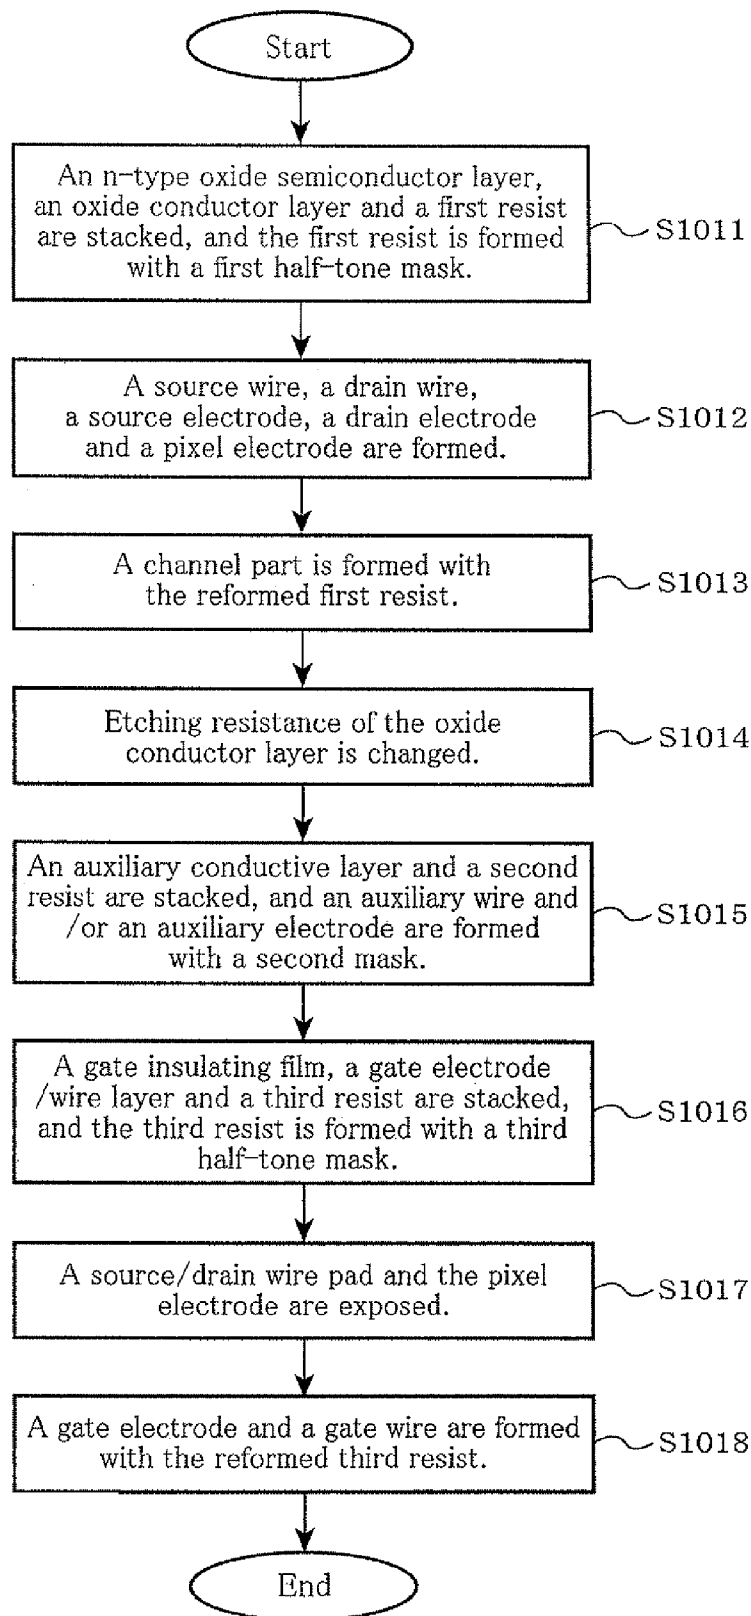 Start
An n-type oxide semiconductor layer,
an oxide conductor layer and a first resist
are stacked, and the first resist is formed
with a first half-tone mask.
S1011
A source wire, a drain wire,
a source electrode, a drain electrode
and a pixel electrode are formed.
S1012
A channel part is formed with
the reformed first resist.
S1013
Etching resistance of the oxide
conductor layer is changed.
S1014
An auxiliary conductive layer and a second
resist are stacked, and an auxiliary wire and
/or an auxiliary electrode are formed
with a second mask.
S1015
A gate insulating film, a gate electrode
/wire layer and a third resist are stacked,
and the third resist is formed with a third
half-tone mask.
S1016
A source/drain wire pad and the pixel
electrode are exposed.
S1017
A gate electrode and a gate wire are formed
with the reformed third resist.
S1018
End